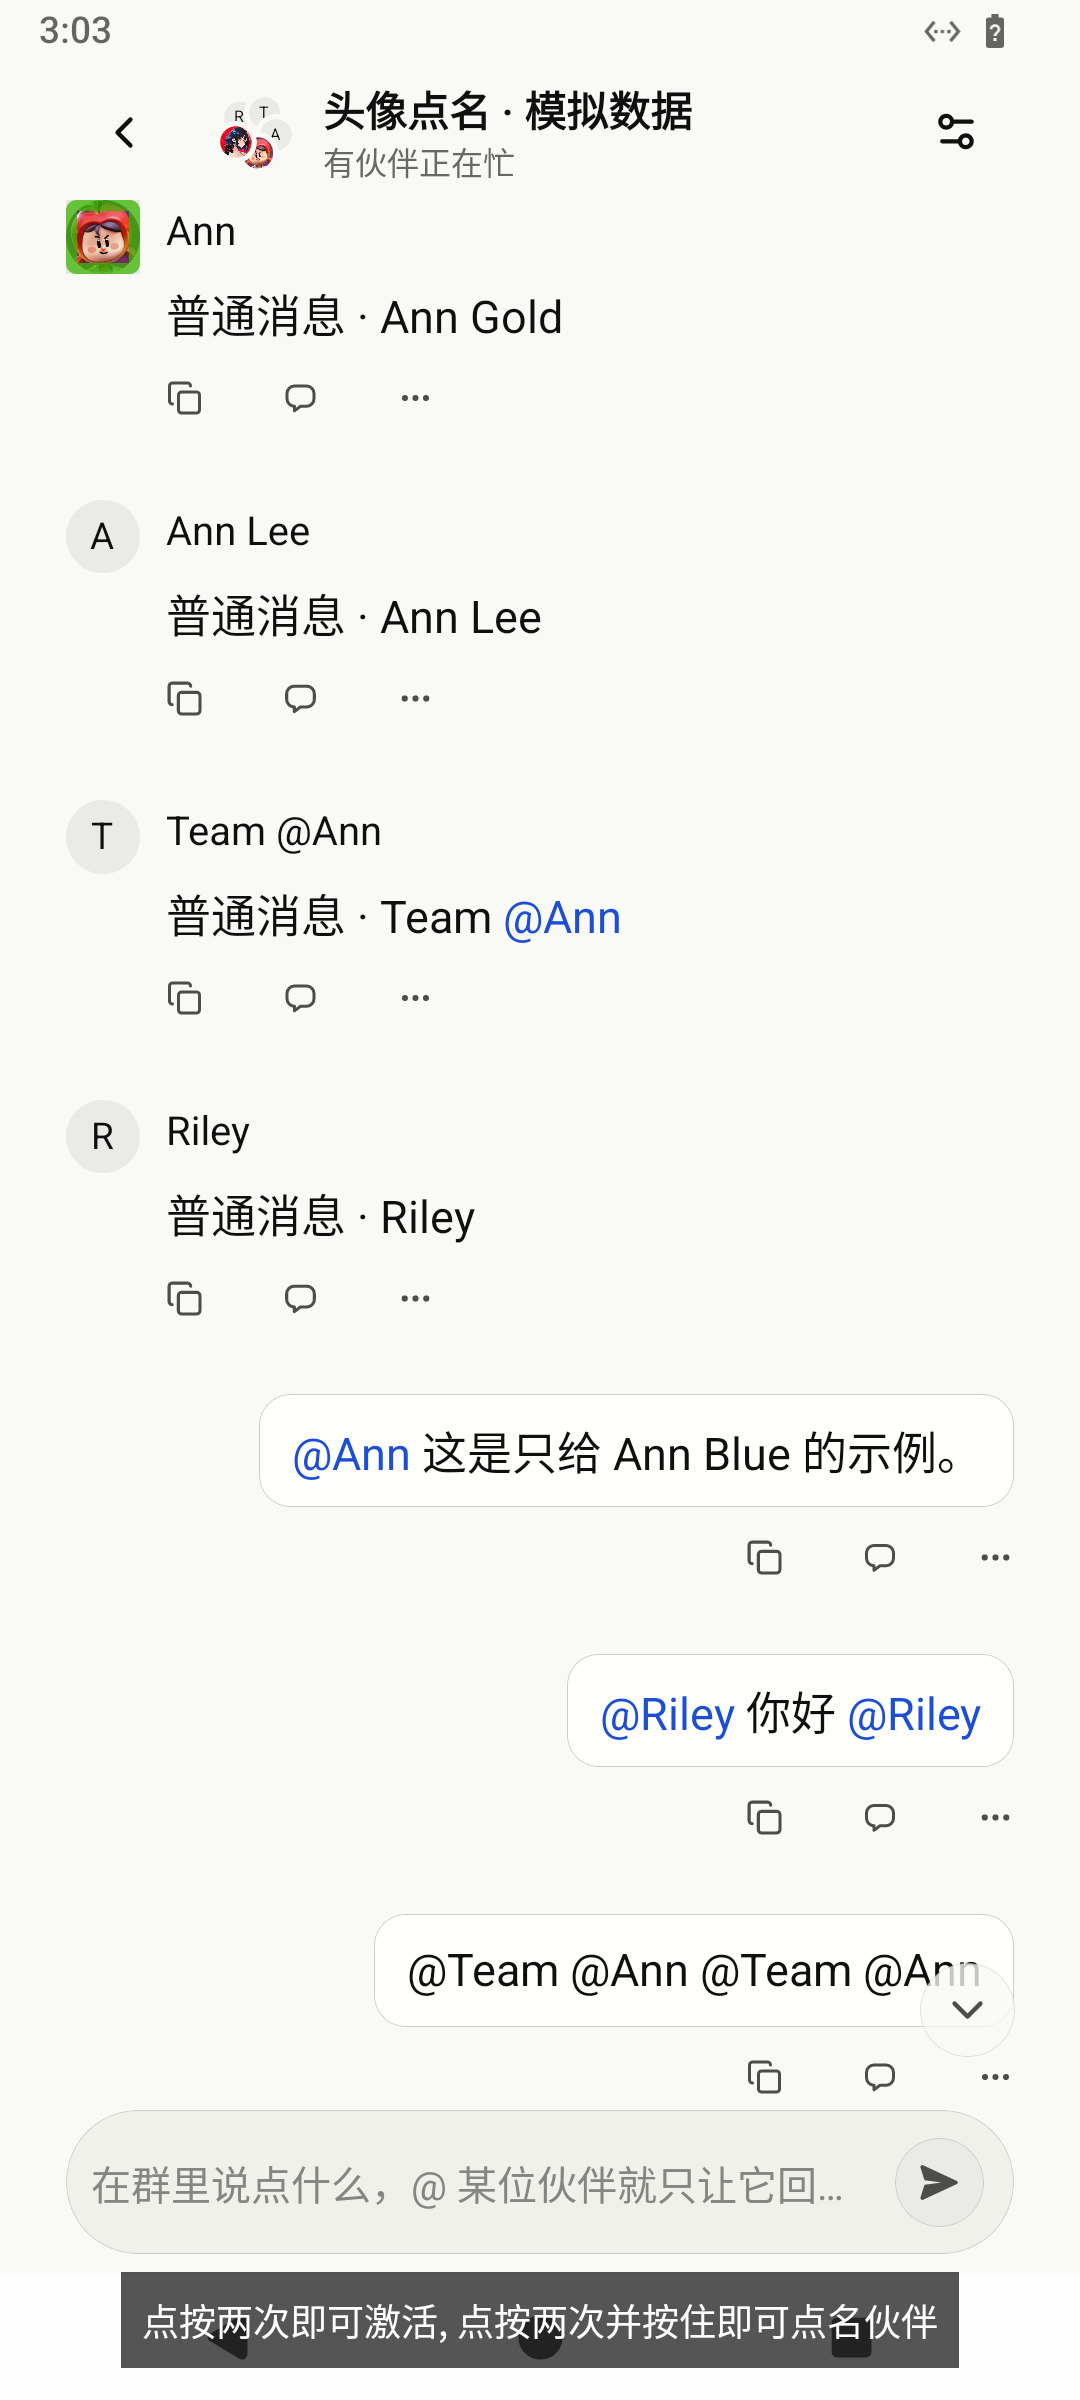 3:03
R T A
头像点名 · 模拟数据
有伙伴正在忙
Ann
普通消息 · Ann Gold
A
Ann Lee
普通消息 · Ann Lee
T
Team @Ann
普通消息 · Team @Ann
R
Riley
普通消息 · Riley
@Ann 这是只给 Ann Blue 的示例。
@Riley 你好 @Riley
@Team @Ann @Team @Ann
在群里说点什么，@ 某位伙伴就只让它回…
点按两次即可激活, 点按两次并按住即可点名伙伴